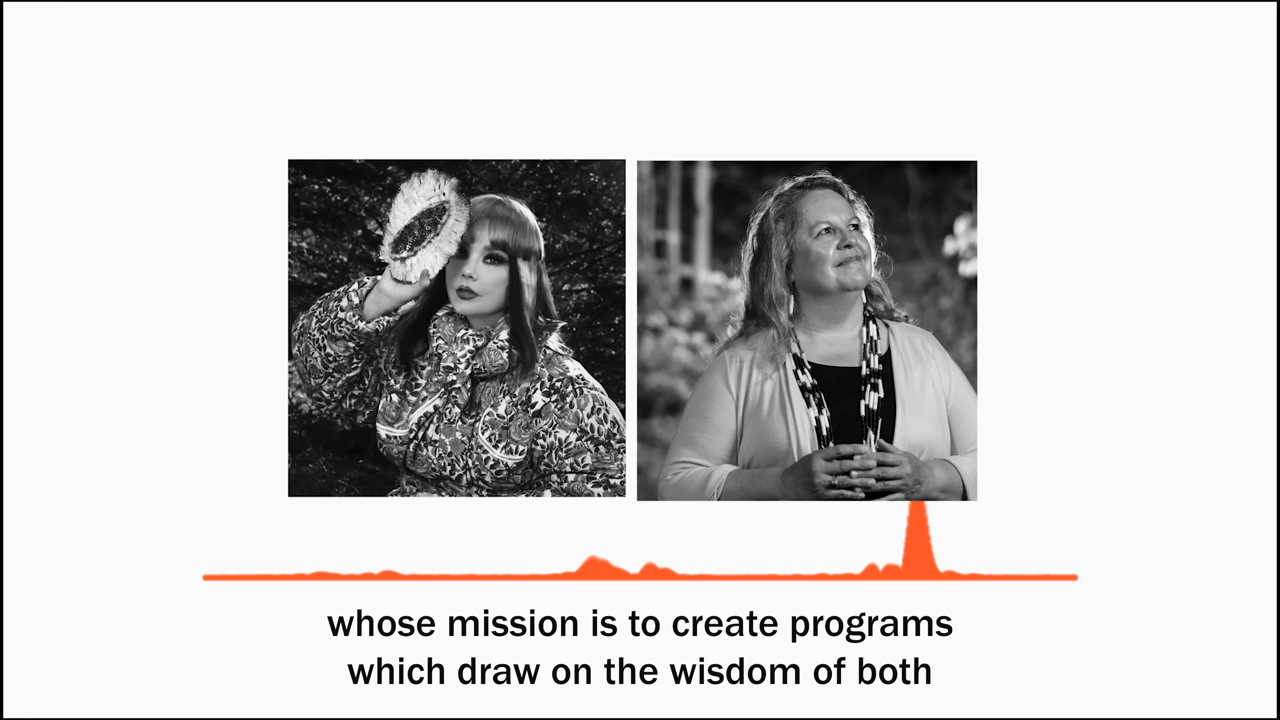 whose mission is to create programs
which draw on the wisdom of both